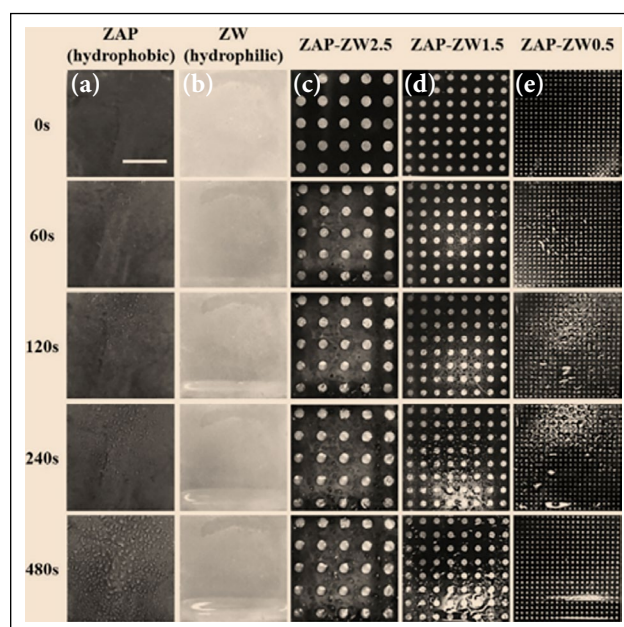 ZAP ZW
(hydrophobic) (hydrophilic) ZAP-ZW2.5 ZAP-ZW1.5 ZAP-ZW0.5
(a) (b) (c) (d) (e)
0s
60s
120s
240s
480s